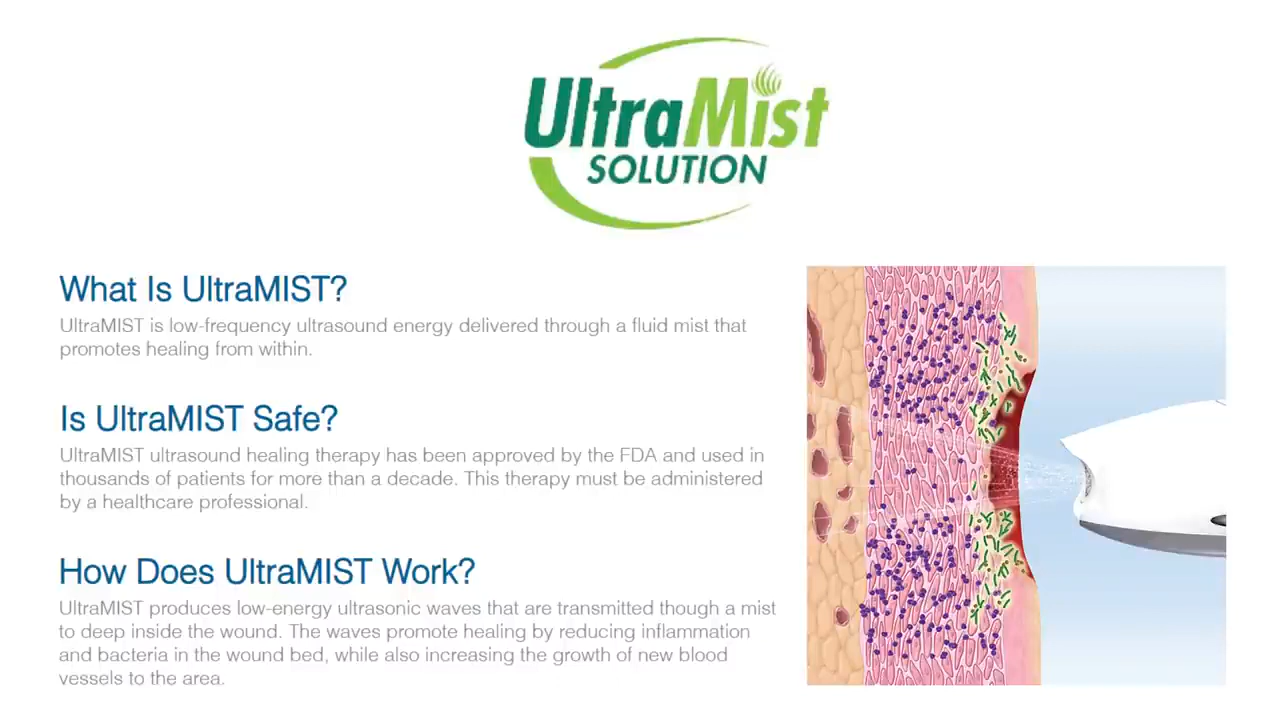 UltraMist
SOLUTION
What Is UltraMIST?
UltraMIST is low-frequency ultrasound energy delivered through a fluid mist that
promotes healing from within.
Is UltraMIST Safe?
UltraMIST ultrasound healing therapy has been approved by the FDA and used in
thousands of patients for more than a decade. This therapy must be administered
by a healthcare professional.
How Does UltraMIST Work?
UltraMIST produces low-energy ultrasonic waves that are transmitted though a mist
to deep inside the wound. The waves promote healing by reducing inflammation
and bacteria in the wound bed, while also increasing the growth of new blood
vessels to the area.